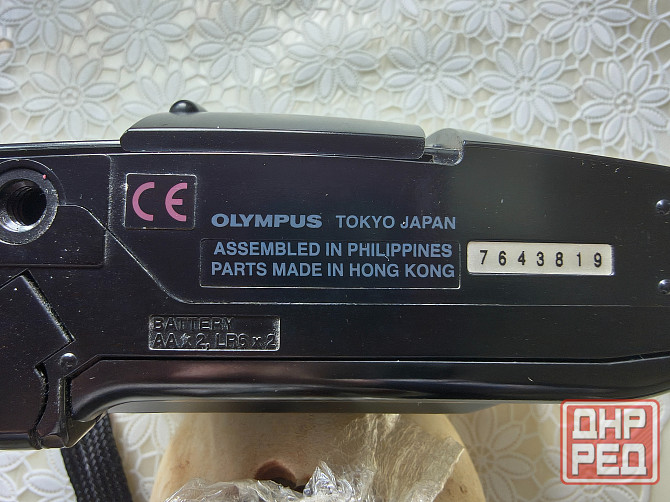 CE
OLYMPUS TOKYO JAPAN
ASSEMBLED IN PHILIPPINES
PARTS MADE IN HONG KONG
7643819
BATTERY
AA x 2, LR6 x 2
ДНР
РЕД